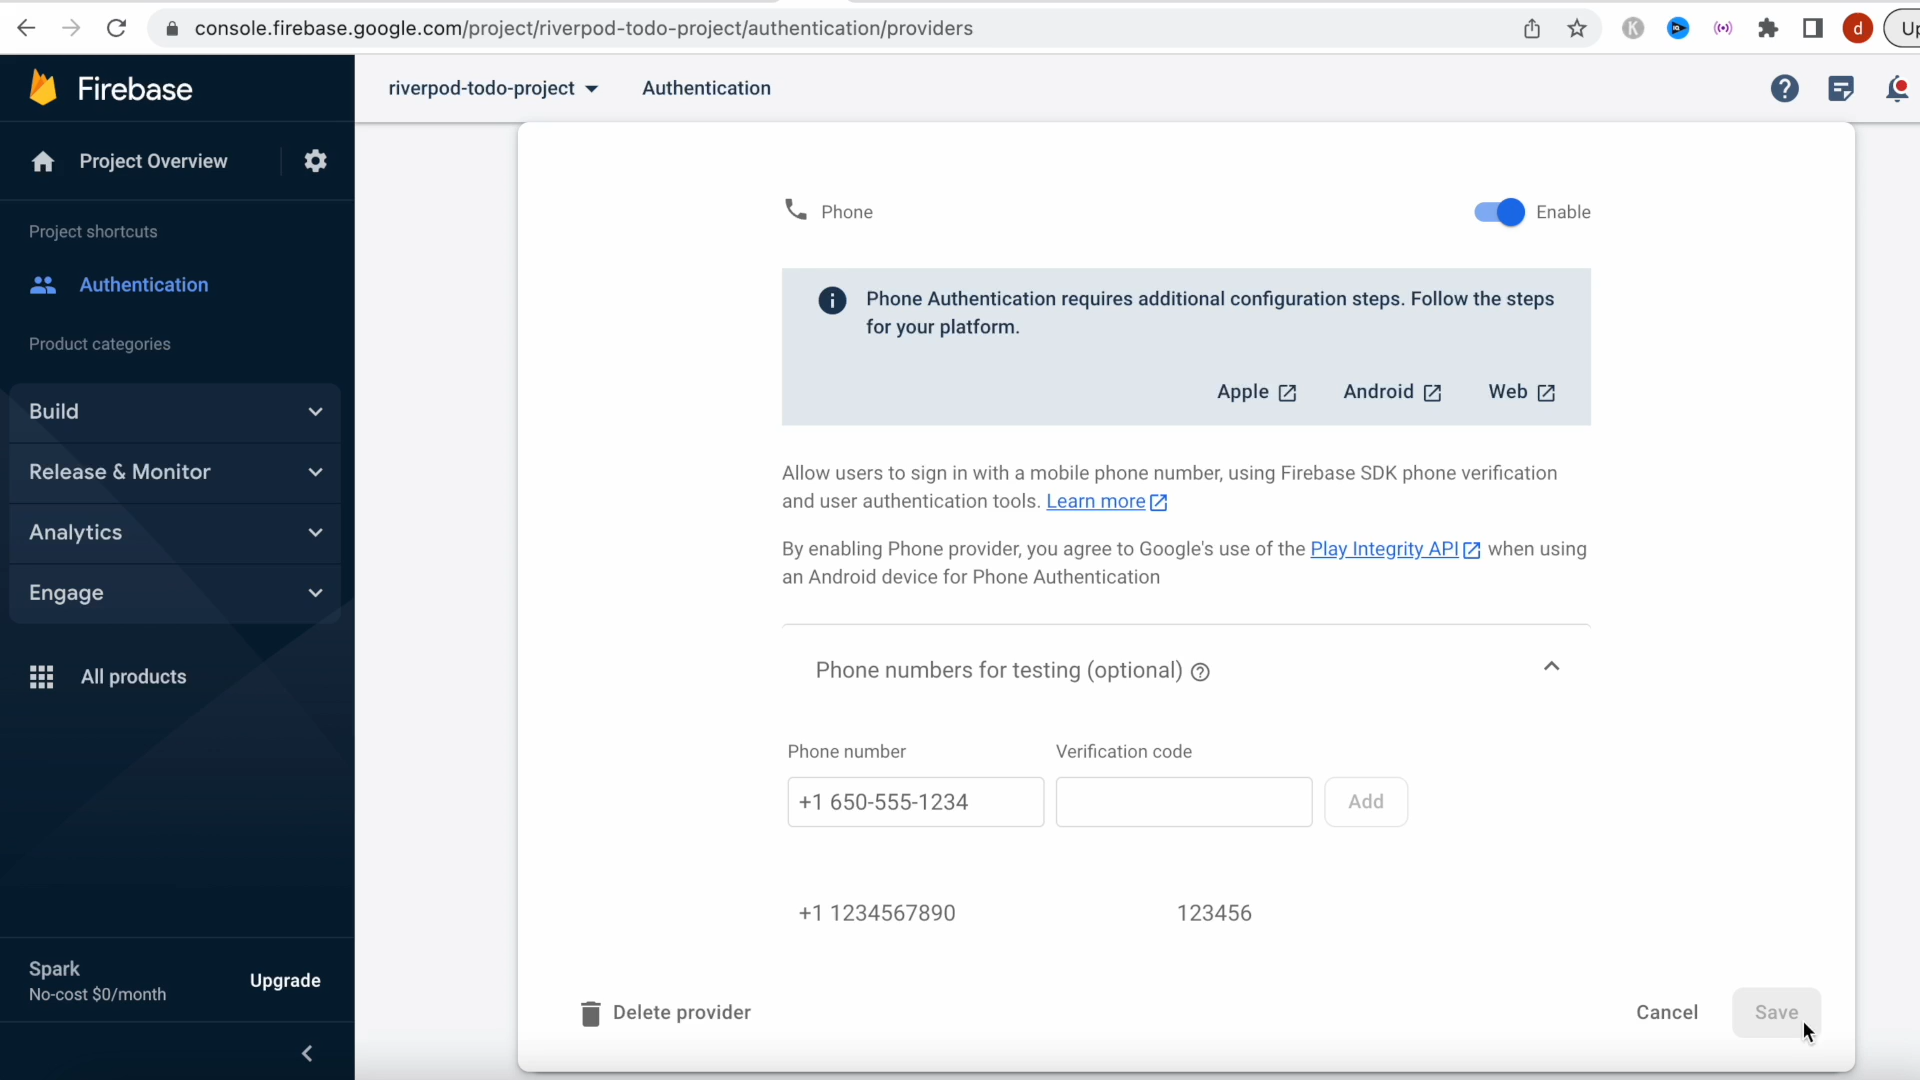 console.firebase.google.com/project/riverpod-todo-project/authentication/providers
K
d
Up
Firebase
riverpod-todo-project
Authentication
Project Overview
Project shortcuts
Authentication
Product categories
Build
Release & Monitor
Analytics
Engage
All products
Spark
No-cost $0/month
Upgrade
Phone
Enable
Phone Authentication requires additional configuration steps. Follow the steps
for your platform.
Apple
Android
Web
Allow users to sign in with a mobile phone number, using Firebase SDK phone verification
and user authentication tools. Learn more
By enabling Phone provider, you agree to Google's use of the Play Integrity API when using
an Android device for Phone Authentication
Phone numbers for testing (optional)
Phone number
Verification code
+1 650-555-1234
Add
+1 1234567890
123456
Delete provider
Cancel
Save